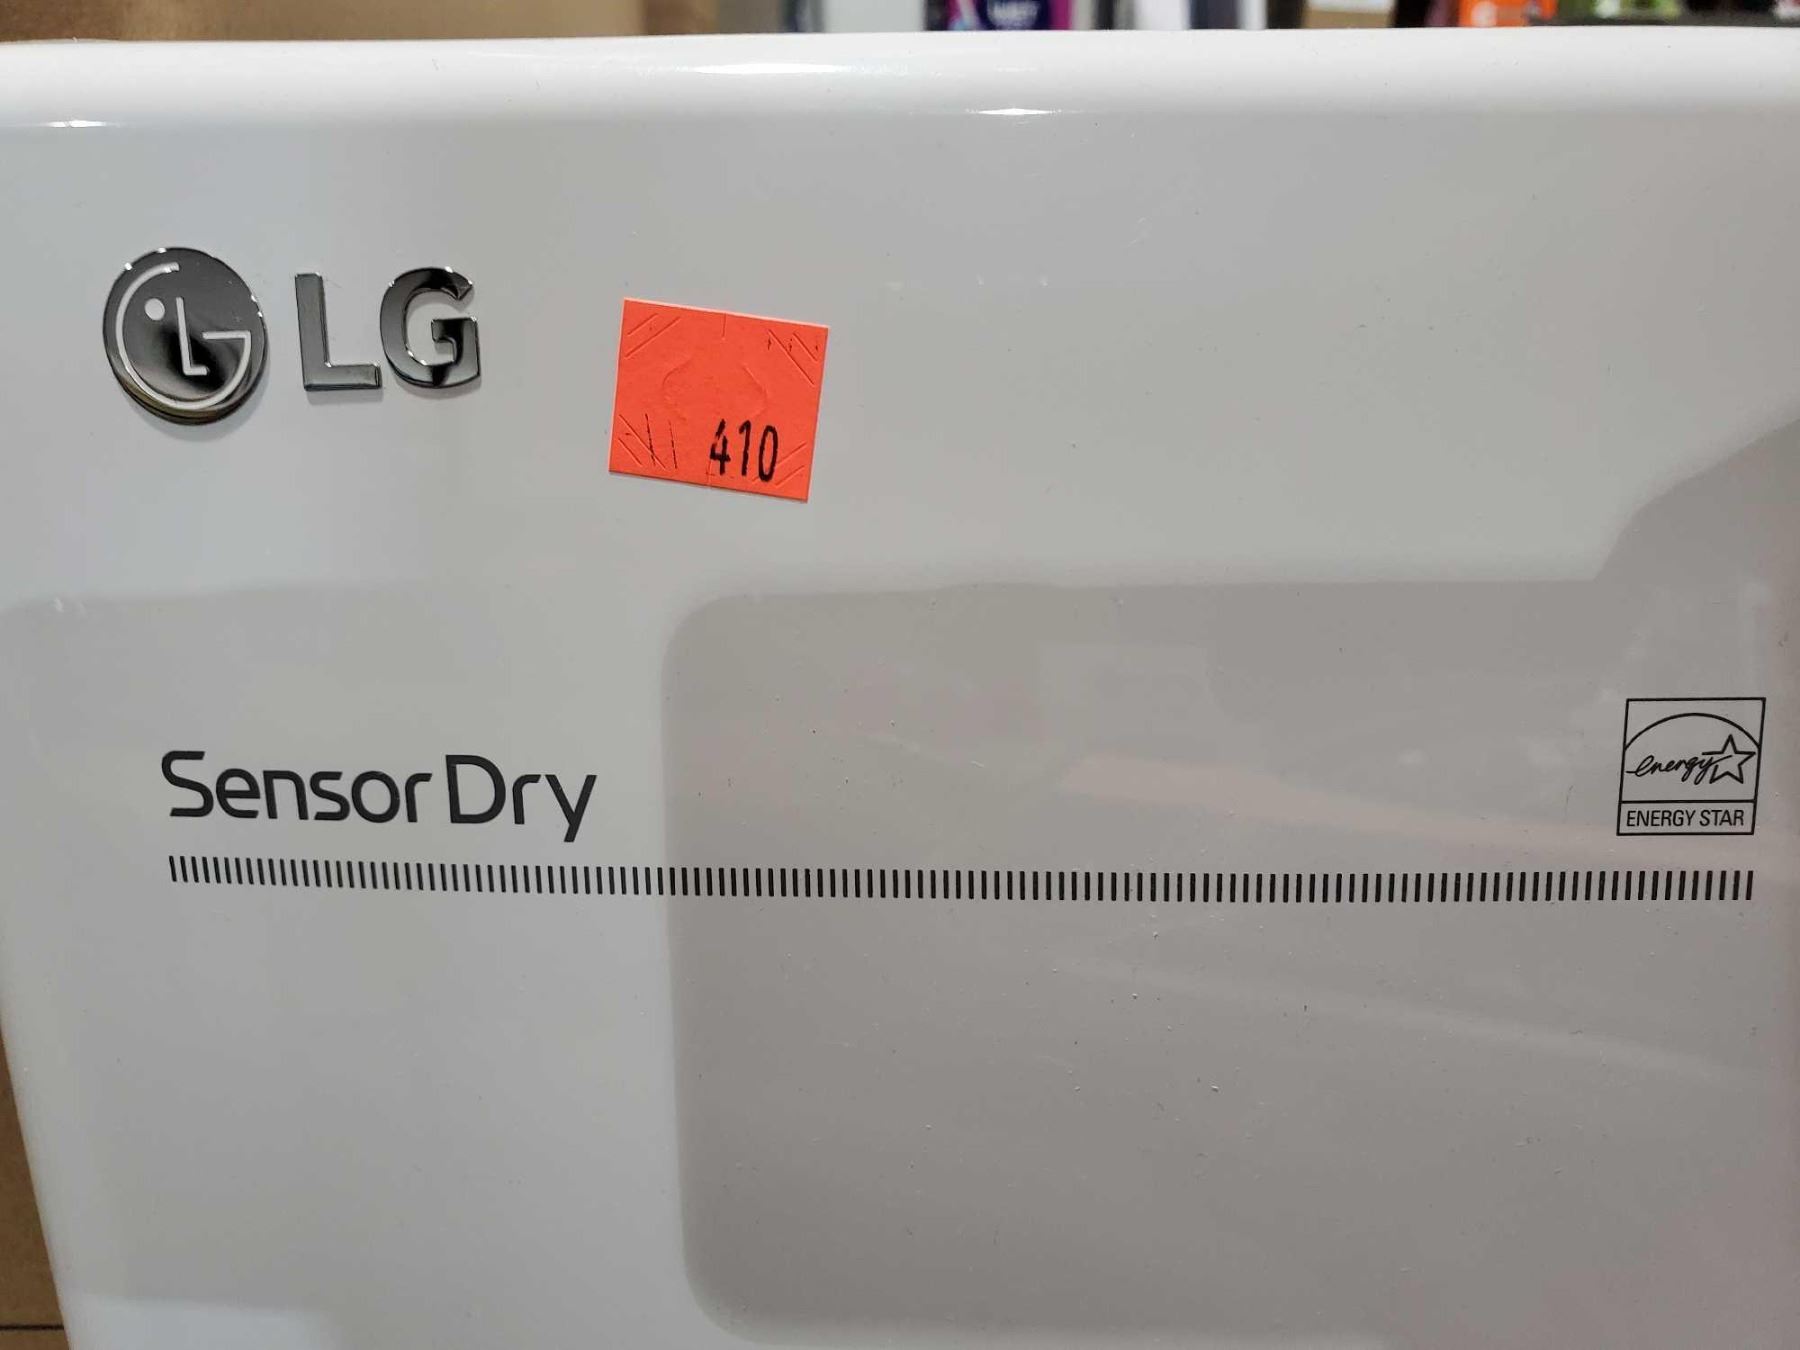 LG
410
Sensor Dry
energy
ENERGY STAR